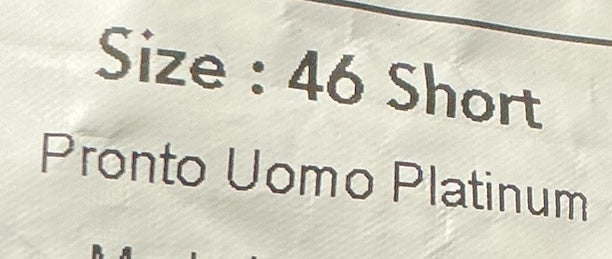 Size : 46 Short
Pronto Uomo Platinum